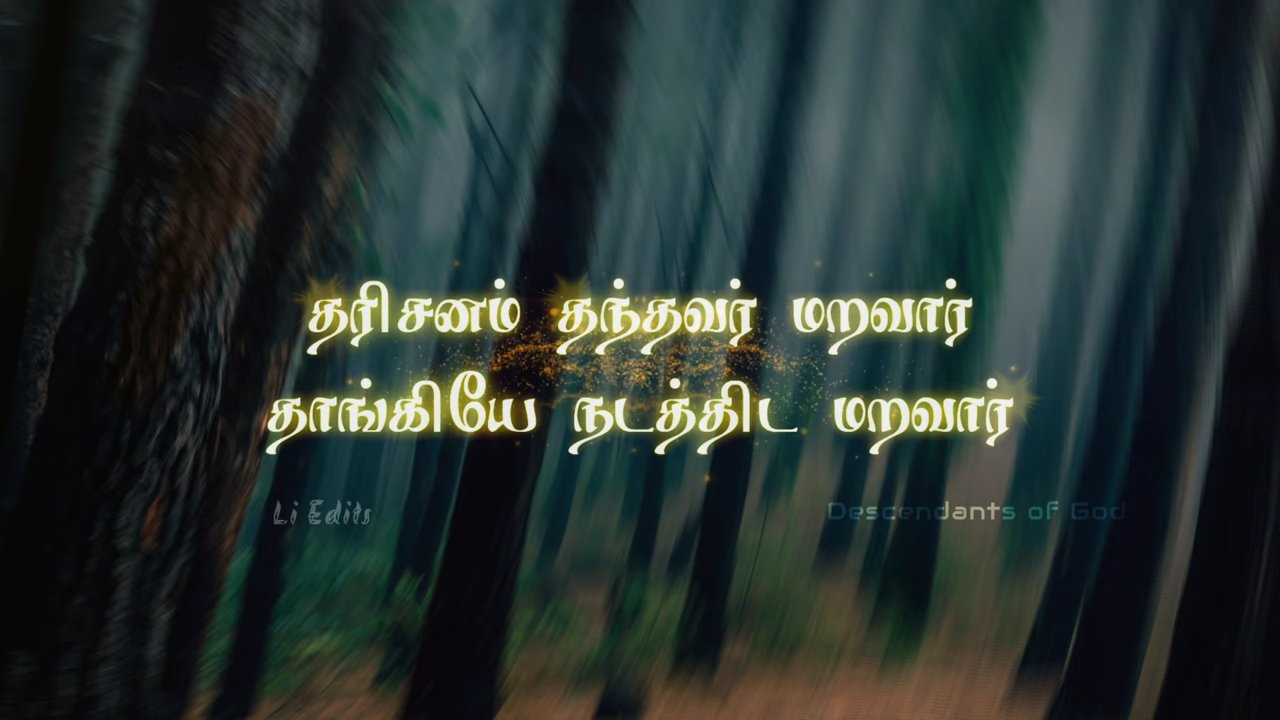 தரிசனம் தந்தவர் மறவார்
தாங்கியே நடத்திட மறவார்
Li Edits
Descendants of God